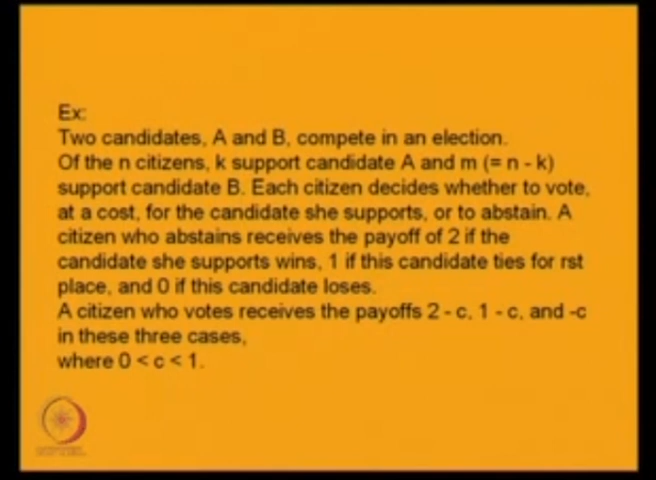 Ex:
Two candidates, A and B, compete in an election.
Of the n citizens, k support candidate A and m (= n - k)
support candidate B. Each citizen decides whether to vote,
at a cost, for the candidate she supports, or to abstain. A
citizen who abstains receives the payoff of 2 if the
candidate she supports wins, 1 if this candidate ties for rst
place, and 0 if this candidate loses.
A citizen who votes receives the payoffs 2 - c, 1 - c, and -c
in these three cases,
where 0 < c < 1.